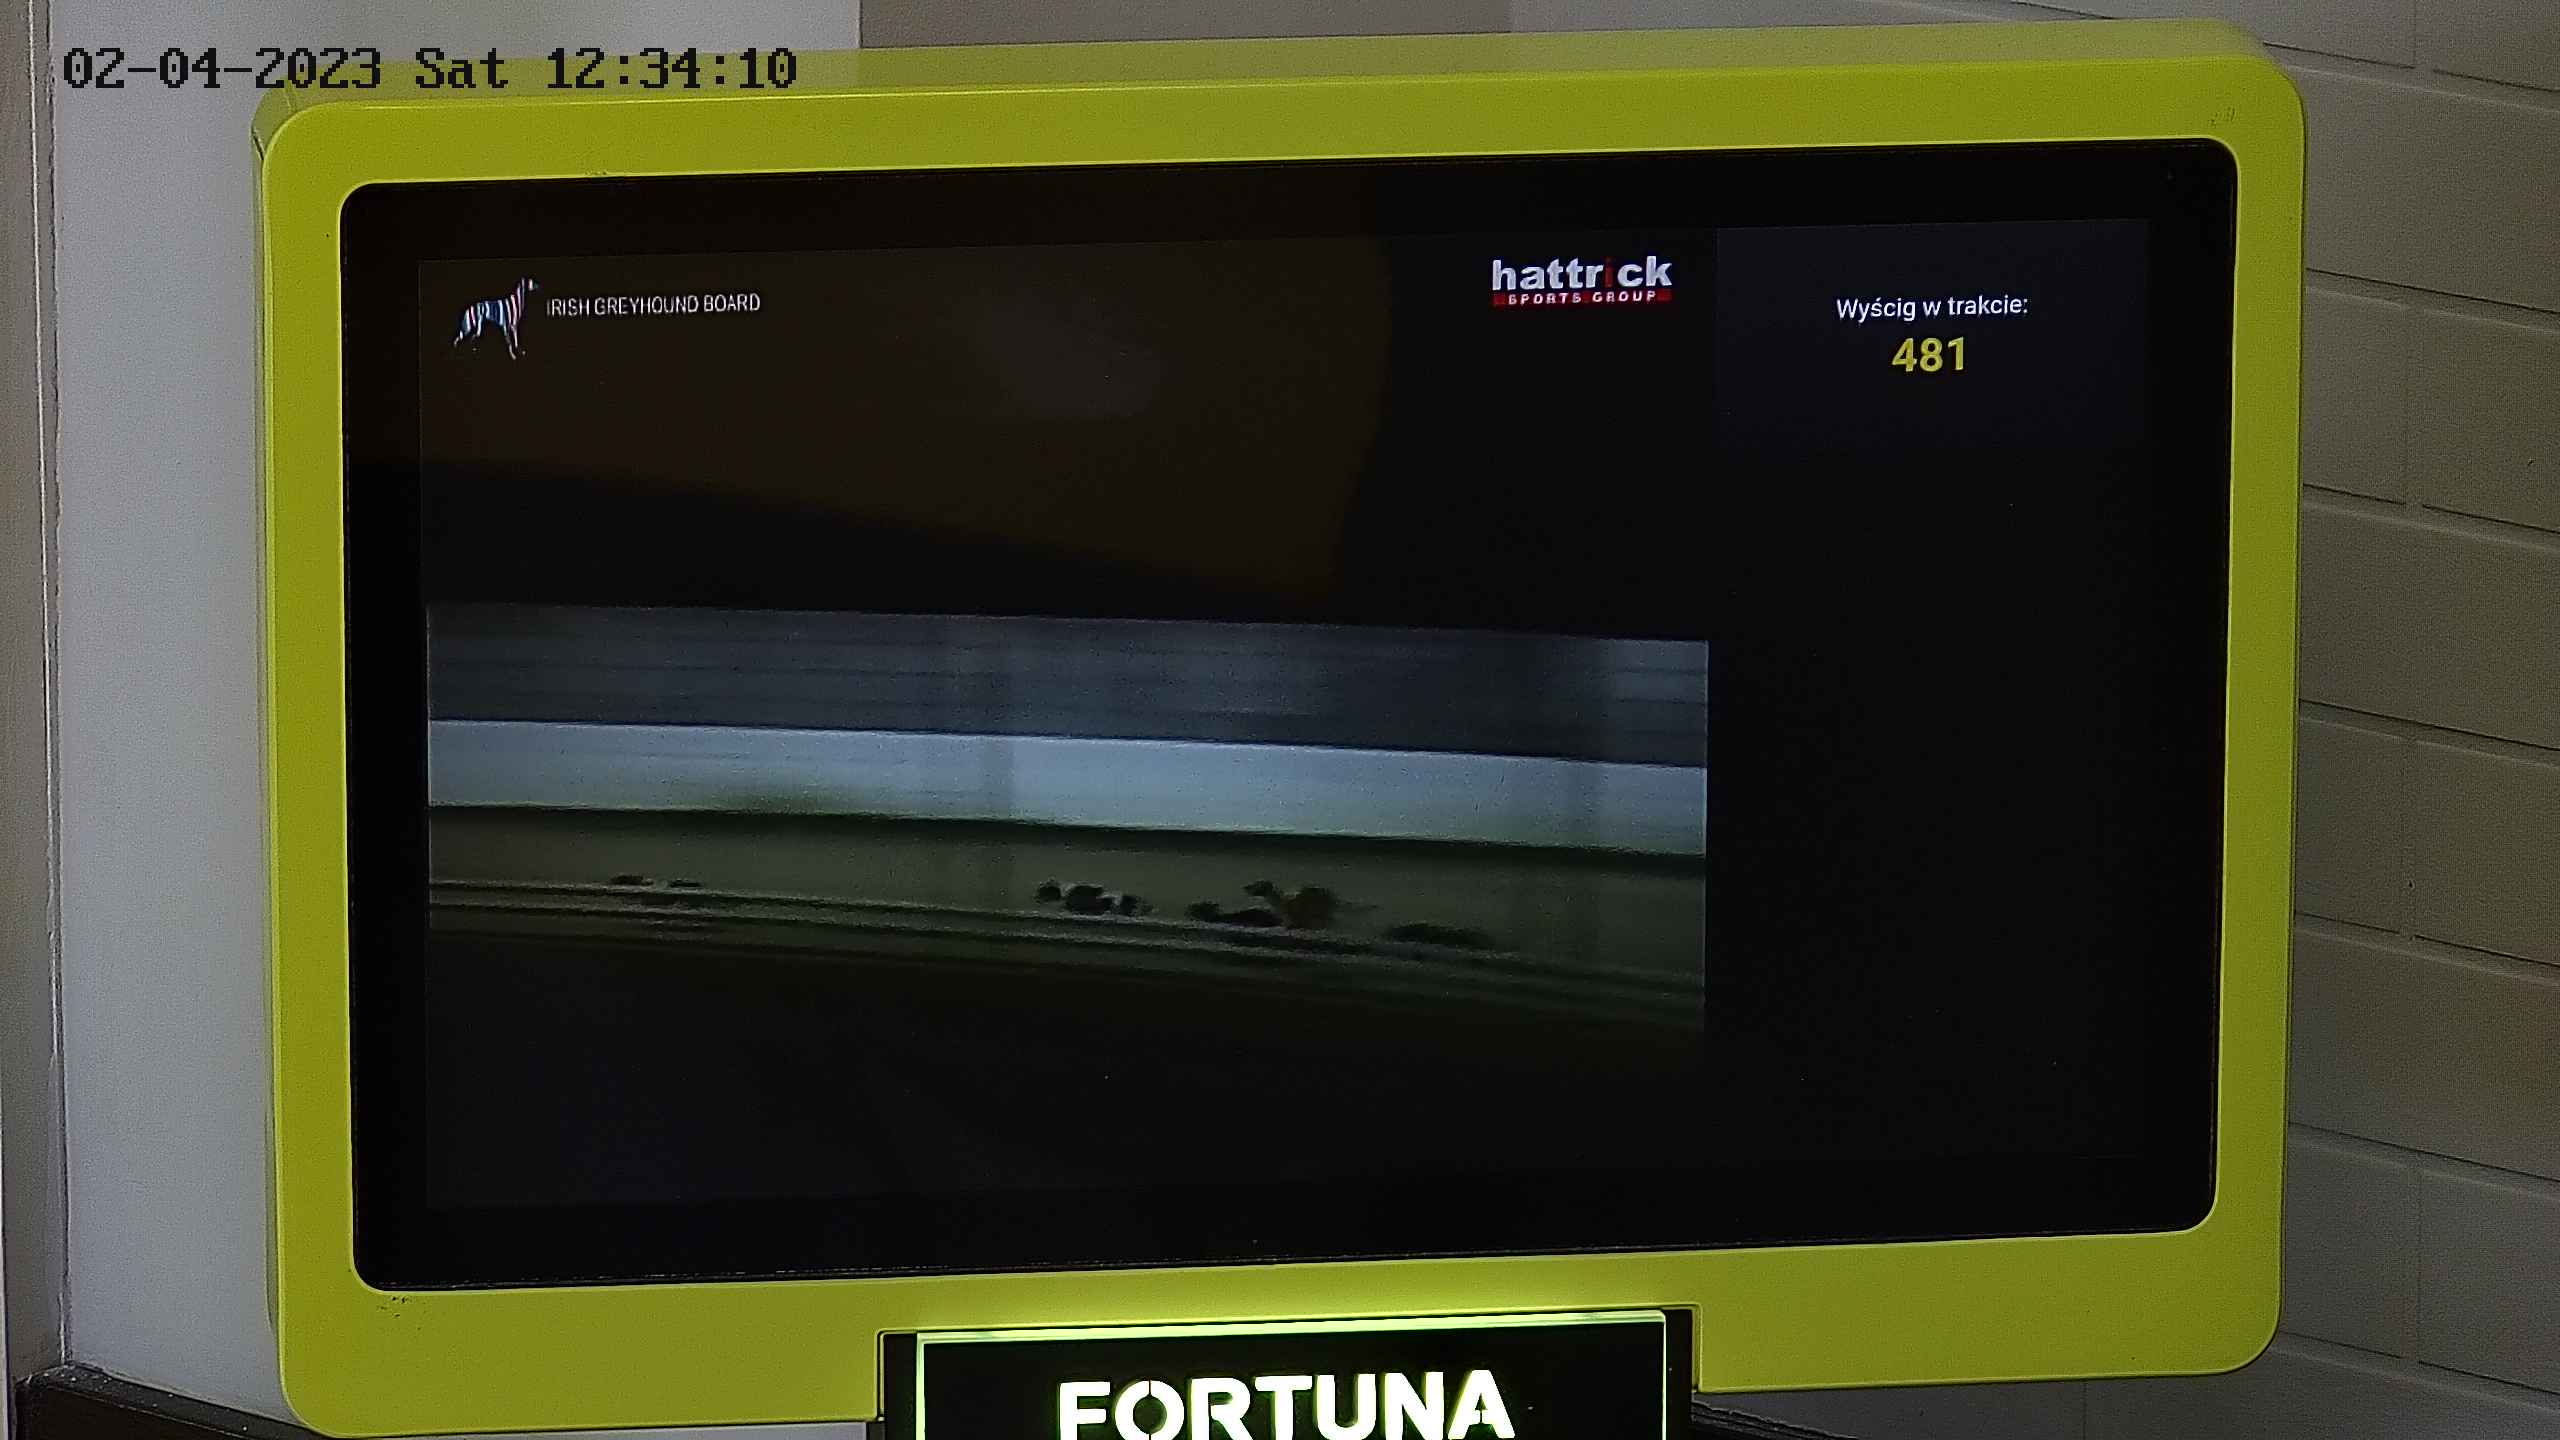 02-04-2023 Sat 12:34:10
IRISH GREYHOUND BOARD
hattrick
SPORTS GROUP
Wyścig w trakcie:
481
FORTUNA